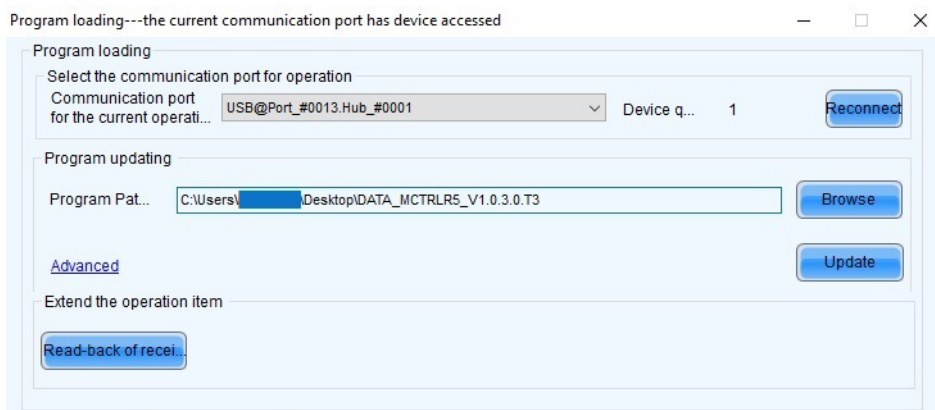 Program loading---the current communication port has device accessed
Program loading
Select the communication port for operation
Communication port
for the current operati...
USB@Port_#0013.Hub_#0001
Device q...
1
Reconnect
Program updating
Program Pat...
C:\Users\ \Desktop\DATA_MCTRLR5_V1.0.3.0.T3
Browse
Advanced
Update
Extend the operation item
Read-back of recei...